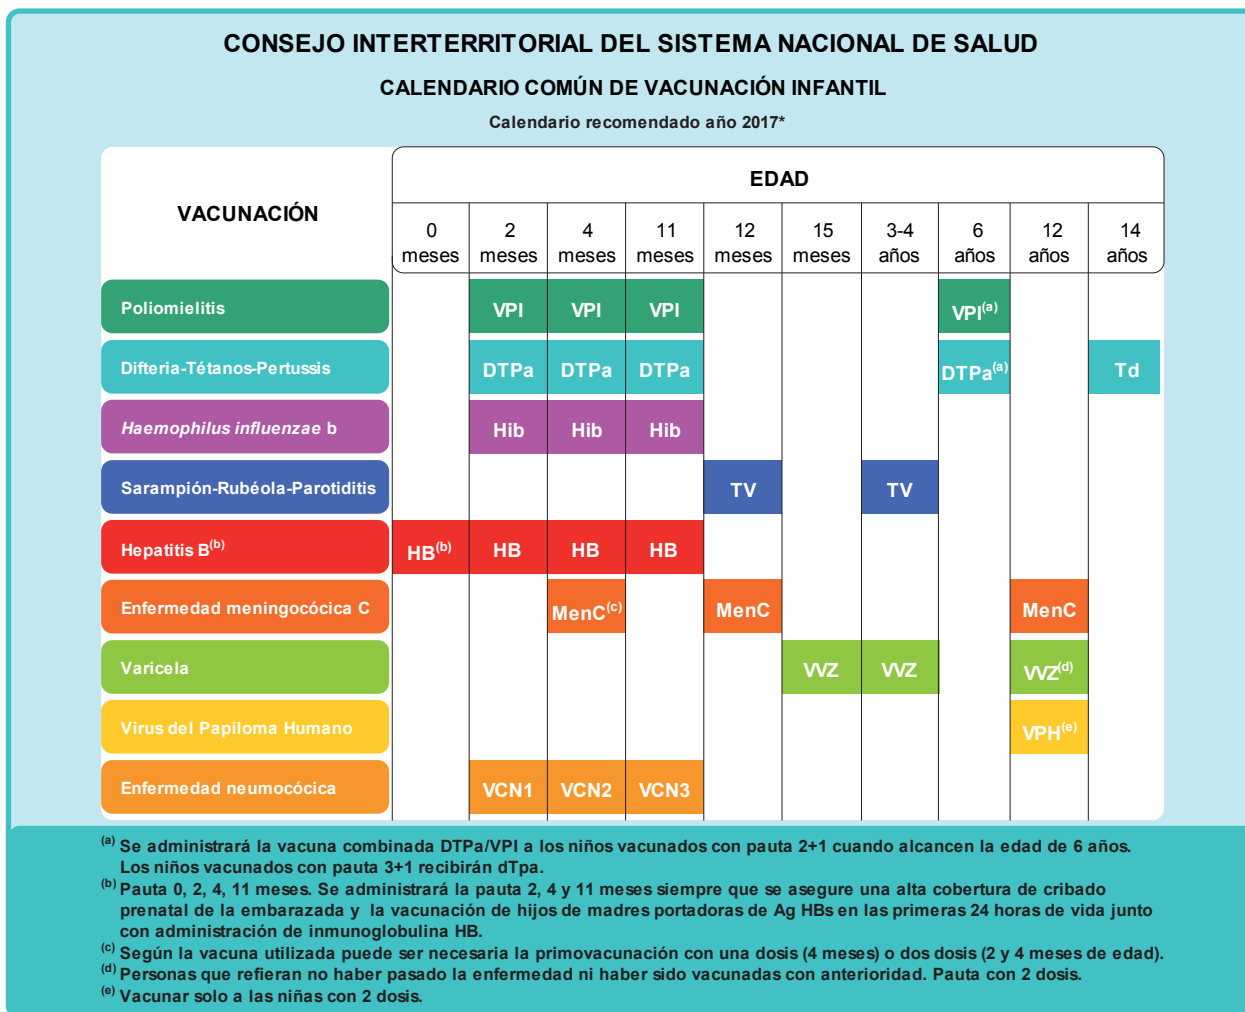 CONSEJO INTERTERRITORIAL DEL SISTEMA NACIONAL DE SALUD
CALENDARIO COMÚN DE VACUNACIÓN INFANTIL
Calendario recomendado año 2017*
VACUNACIÓN
EDAD
0 meses
2 meses
4 meses
11 meses
12 meses
15 meses
3-4 años
6 años
12 años
14 años
Poliomielitis VPI VPI VPI VPI(a)
Difteria-Tétanos-Pertussis DTPa DTPa DTPa DTPa(a) Td
Haemophilus influenzae b Hib Hib Hib
Sarampión-Rubéola-Parotiditis TV TV
Hepatitis B(b) HB(b) HB HB HB
Enfermedad meningocócica C MenC(c) MenC MenC
Varicela VVZ VVZ VVZ(d)
Virus del Papiloma Humano VPH(e)
Enfermedad neumocócica VCN1 VCN2 VCN3
(a) Se administrará la vacuna combinada DTPa/VPI a los niños vacunados con pauta 2+1 cuando alcancen la edad de 6 años.
Los niños vacunados con pauta 3+1 recibirán dTpa.
(b) Pauta 0, 2, 4, 11 meses. Se administrará la pauta 2, 4 y 11 meses siempre que se asegure una alta cobertura de cribado
prenatal de la embarazada y la vacunación de hijos de madres portadoras de Ag HBs en las primeras 24 horas de vida junto
con administración de inmunoglobulina HB.
(c) Según la vacuna utilizada puede ser necesaria la primovacunación con una dosis (4 meses) o dos dosis (2 y 4 meses de edad).
(d) Personas que refieran no haber pasado la enfermedad ni haber sido vacunadas con anterioridad. Pauta con 2 dosis.
(e) Vacunar solo a las niñas con 2 dosis.